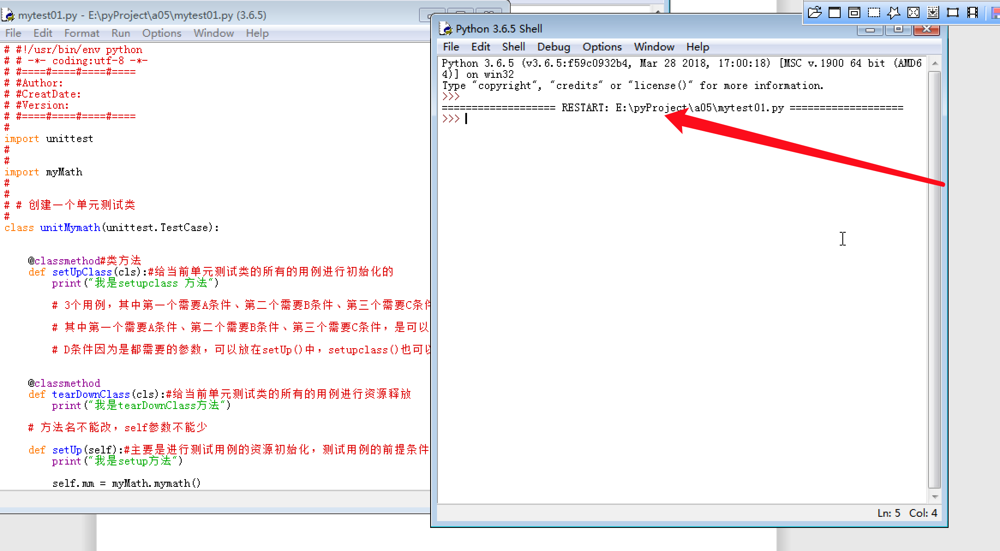 mytest01.py - E:\pyProject\a05\mytest01.py (3.6.5)
File Edit Format Run Options Window Help
# #!/usr/bin/env python
# # -*- coding:utf-8 -*-
# #====#====#====#====
# #Author:
# #CreatDate:
# #Version:
# #====#====#====#====
#
import unittest
#
#
import myMath
#
#
# # 创建一个单元测试类
#
class unitMymath(unittest.TestCase):
@classmethod#类方法
def setUpClass(cls):#给当前单元测试类的所有的用例进行初始化的
print("我是setupclass 方法")
# 3个用例，其中第一个需要A条件、第二个需要B条件、第三个需要C条件
# 其中第一个需要A条件、第二个需要B条件、第三个需要C条件，是可以
# D条件因为是都需要的参数，可以放在setUp()中，setupclass()也可以
@classmethod
def tearDownClass(cls):#给当前单元测试类的所有的用例进行资源释放
print("我是tearDownClass方法")
# 方法名不能改，self参数不能少
def setUp(self):#主要是进行测试用例的资源初始化，测试用例的前提条件
print("我是setup方法")
self.mm = myMath.mymath()
Python 3.6.5 Shell
File Edit Shell Debug Options Window Help
Python 3.6.5 (v3.6.5:f59c0932b4, Mar 28 2018, 17:00:18) [MSC v.1900 64 bit (AMD6
4)] on win32
Type "copyright", "credits" or "license()" for more information.
>>>
=================== RESTART: E:\pyProject\a05\mytest01.py ===================
>>>
Ln: 5 Col: 4